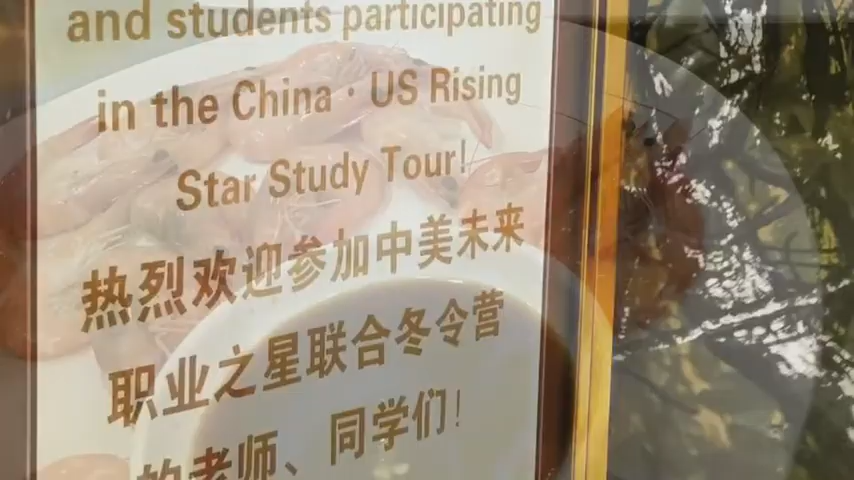 and students participating
in the China · US Rising
Star Study Tour!
热烈欢迎参加中美未来
职业之星联合冬令营
的老师、同学们!